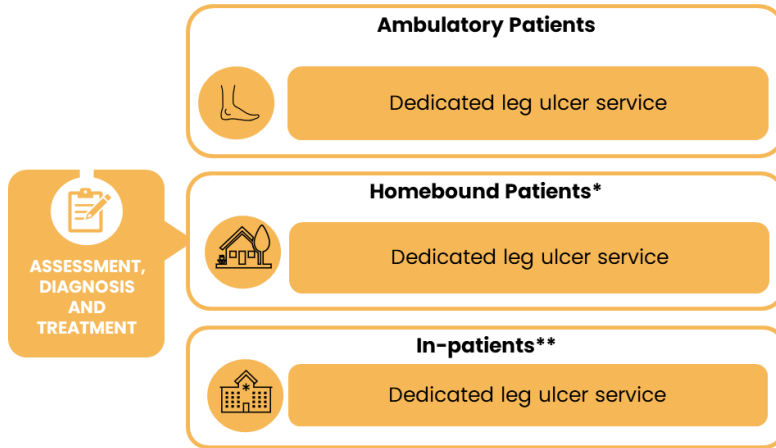 Ambulatory Patients
Dedicated leg ulcer service
ASSESSMENT,
DIAGNOSIS
AND
TREATMENT
Homebound Patients*
Dedicated leg ulcer service
In-patients**
Dedicated leg ulcer service